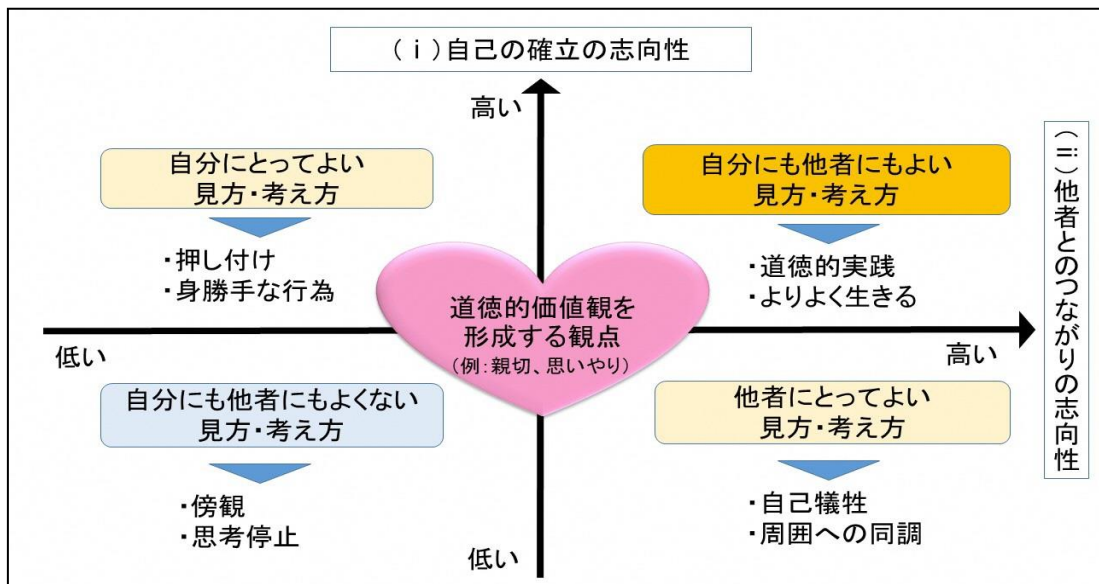 (ⅰ)自己の確立の志向性
高い
自分にとってよい
見方・考え方
・押し付け
・身勝手な行為
自分にも他者にもよい
見方・考え方
・道徳的実践
・よりよく生きる
道徳的価値観を
形成する観点
(例:親切、思いやり)
低い
高い
(ⅱ)他者とのつながりの志向性
自分にも他者にもよくない
見方・考え方
・傍観
・思考停止
他者にとってよい
見方・考え方
・自己犠牲
・周囲への同調
低い